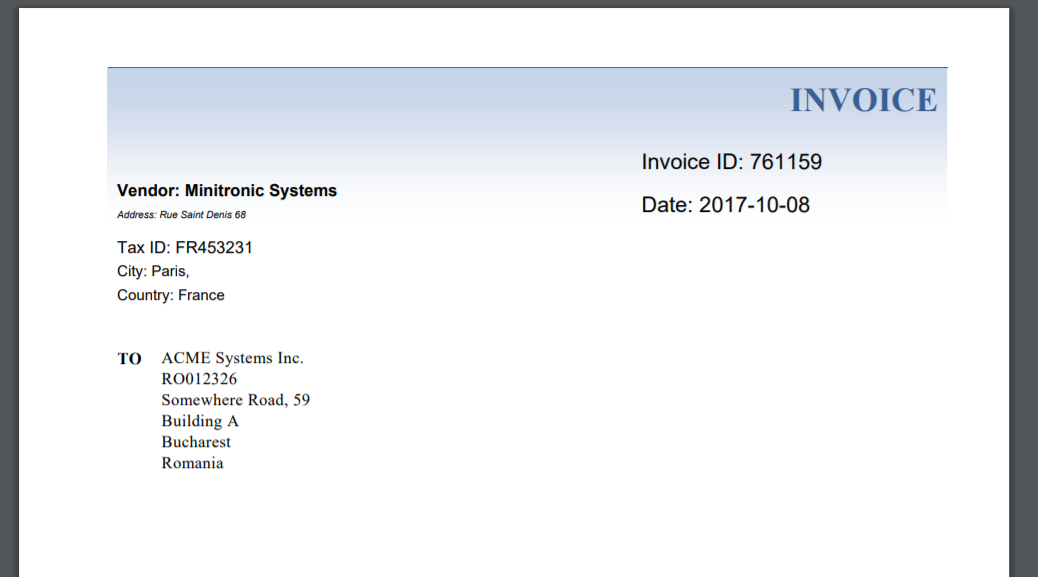 INVOICE
Invoice ID: 761159
Date: 2017-10-08
Vendor: Minitronic Systems
Address: Rue Saint Denis 68
Tax ID: FR453231
City: Paris,
Country: France
TO ACME Systems Inc.
RO012326
Somewhere Road, 59
Building A
Bucharest
Romania